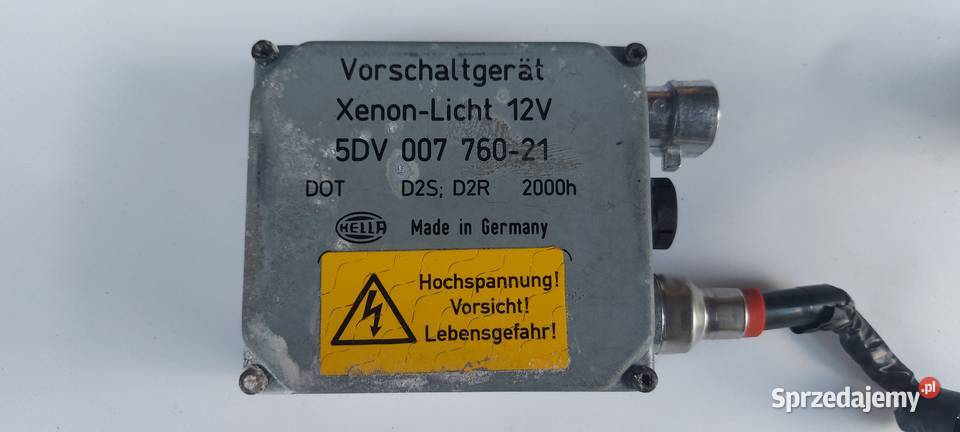 Vorschaltgerät
Xenon-Licht 12V
5DV 007 760-21
DOT D2S; D2R 2000h
HELLA Made in Germany
Hochspannung!
Vorsicht!
Lebensgefahr!
Sprzedajemy.pl